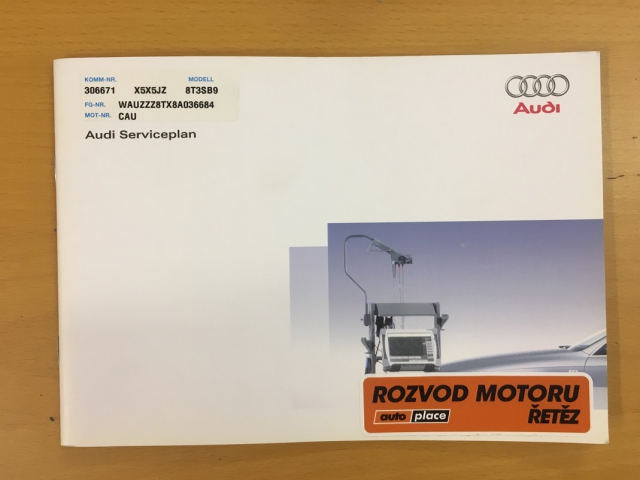 KOMM-NR. MODELL
306671 X5X5JZ 8T3SB9
FG-NR. WAUZZZ8TX8A036684
MOT-NR. CAU
Audi Serviceplan
Audi
ROZVOD MOTORU
auto place ŘETĚZ